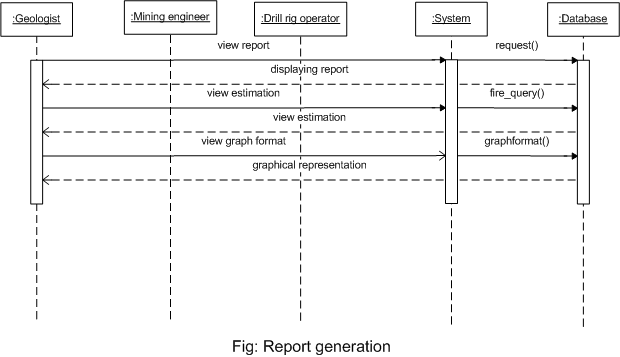 :Geologist
:Mining engineer
:Drill rig operator
:System
:Database
view report
request()
displaying report
view estimation
fire_query()
view estimation
view graph format
graphformat()
graphical representation
Fig: Report generation